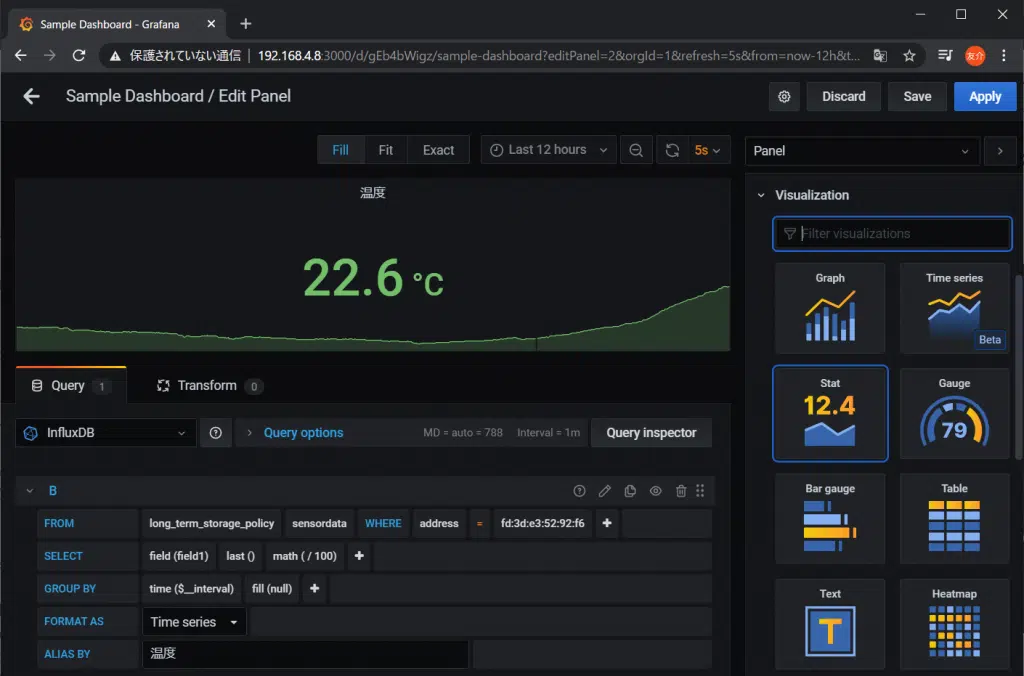 Sample Dashboard - Grafana
保護されていない通信 | 192.168.4.8:3000/d/gEb4bWigz/sample-dashboard?editPanel=2&orgId=1&refresh=5s&from=now-12h&t...
友介
Sample Dashboard / Edit Panel
Discard Save Apply
Fill Fit Exact Last 12 hours 5s
Panel
温度
22.6 °C
Visualization
Filter visualizations
Graph Time series
Beta
Stat Gauge
12.4 79
Bar gauge Table
Text Heatmap
T
Query 1 Transform 0
InfluxDB Query options MD = auto = 788 Interval = 1m Query inspector
B
FROM long_term_storage_policy sensordata WHERE address = fd:3d:e3:52:92:f6 +
SELECT field (field1) last () math ( / 100) +
GROUP BY time ($__interval) fill (null) +
FORMAT AS Time series
ALIAS BY 温度